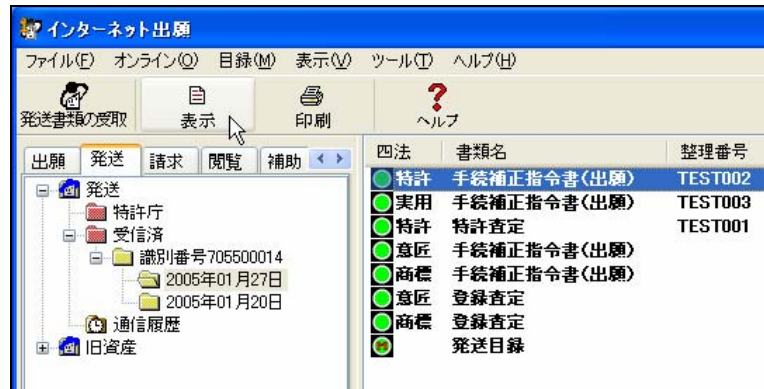 インターネット出願
ファイル(F) オンライン(O) 目録(M) 表示(V) ツール(T) ヘルプ(H)
発送書類の受取 表示 印刷 ヘルプ
出願 発送 請求 閲覧 補助
発送
特許庁
受信済
識別番号705500014
2005年01月27日
2005年01月20日
通信履歴
旧資産
四法 書類名 整理番号
特許 手続補正指令書(出願) TEST002
実用 手続補正指令書(出願) TEST003
特許 特許査定 TEST001
意匠 手続補正指令書(出願)
商標 手続補正指令書(出願)
意匠 登録査定
商標 登録査定
発送目録